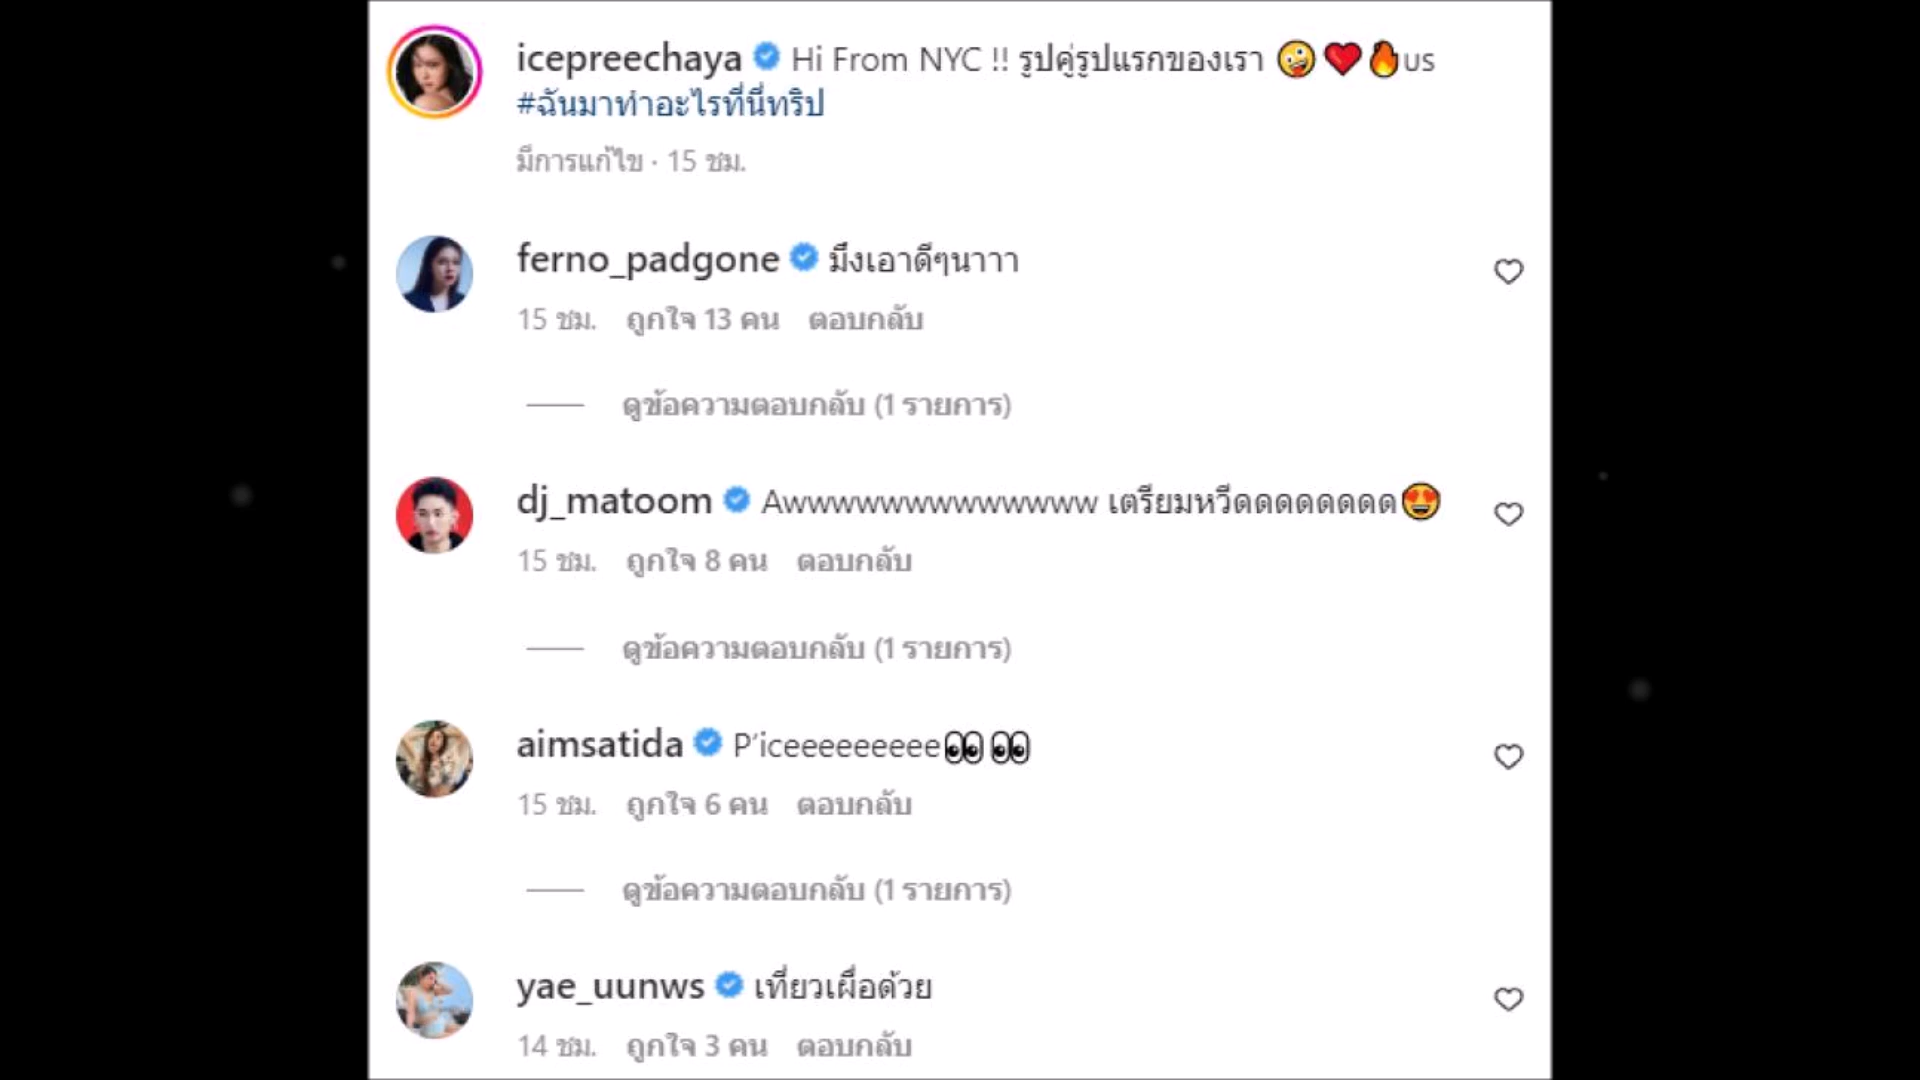 icepreechaya Hi From NYC !! รูปคู่รูปแรกของเรา 🤪❤️🔥us
#ฉันมาทำอะไรที่นี่ทริป
มีการแก้ไข · 15 ชม.
ferno_padgone มึงเอาดีๆนาาา
15 ชม. ถูกใจ 13 คน ตอบกลับ
ดูข้อความตอบกลับ (1 รายการ)
dj_matoom Awwwwwwwwwwwwww เตรียมหวีดดดดดดดด😍
15 ชม. ถูกใจ 8 คน ตอบกลับ
ดูข้อความตอบกลับ (1 รายการ)
aimsatida P’iceeeeeeeee👀👀
15 ชม. ถูกใจ 6 คน ตอบกลับ
ดูข้อความตอบกลับ (1 รายการ)
yae_uunws เที่ยวเผื่อด้วย
14 ชม. ถูกใจ 3 คน ตอบกลับ